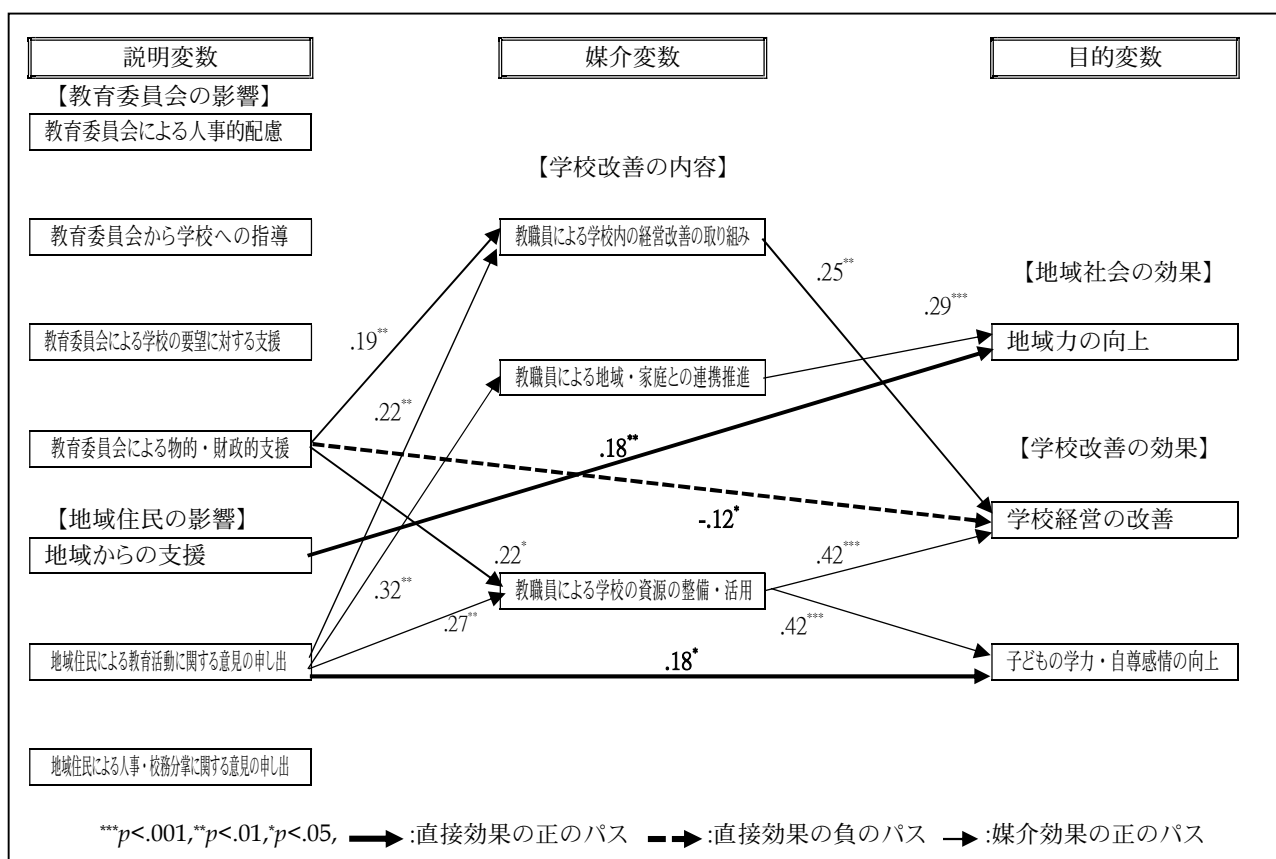 説明変数
媒介変数
目的変数
【教育委員会の影響】
教育委員会による人事的配慮
【学校改善の内容】
教育委員会から学校への指導
教職員による学校内の経営改善の取り組み
.25**
【地域社会の効果】
.29***
教育委員会による学校の要望に対する支援
.19**
地域力の向上
教職員による地域・家庭との連携推進
.22**
教育委員会による物的・財政的支援
.18**
【学校改善の効果】
【地域住民の影響】
-.12*
学校経営の改善
地域からの支援
.22*
.42***
.32**
教職員による学校の資源の整備・活用
.27**
.42***
地域住民による教育活動に関する意見の申し出
.18*
子どもの学力・自尊感情の向上
地域住民による人事・校務分掌に関する意見の申し出
***p<.001,**p<.01,*p<.05, :直接効果の正のパス :直接効果の負のパス :媒介効果の正のパス